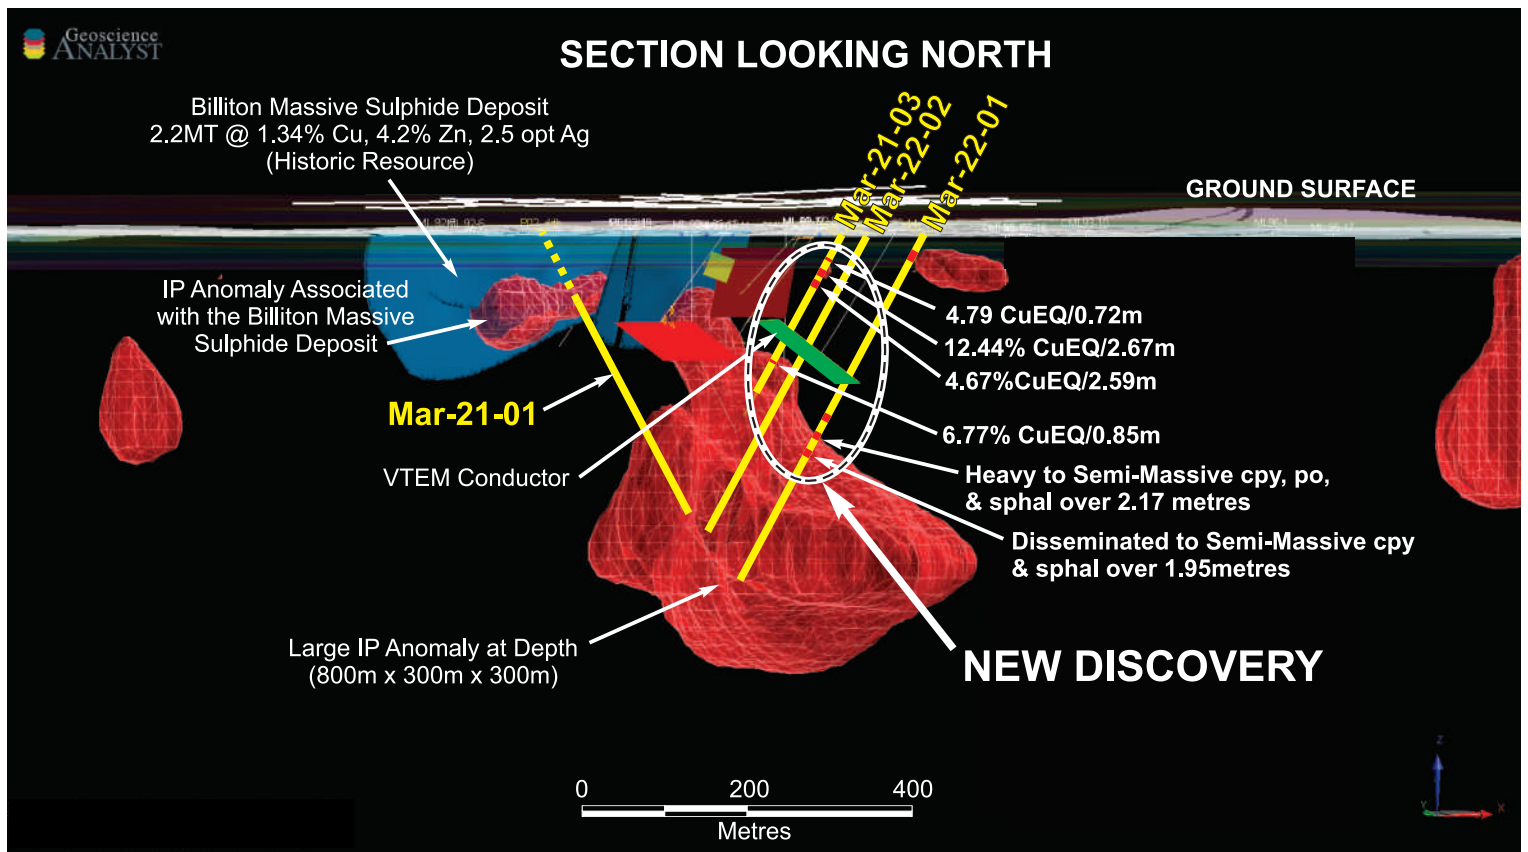 Geoscience
ANALYST
SECTION LOOKING NORTH
Billiton Massive Sulphide Deposit
2.2MT @ 1.34% Cu, 4.2% Zn, 2.5 opt Ag
(Historic Resource)
Mar-21-03
Mar-22-02
Mar-22-01
GROUND SURFACE
IP Anomaly Associated
with the Billiton Massive
Sulphide Deposit
4.79 CuEQ/0.72m
12.44% CuEQ/2.67m
4.67%CuEQ/2.59m
Mar-21-01
6.77% CuEQ/0.85m
VTEM Conductor
Heavy to Semi-Massive cpy, po,
& sphal over 2.17 metres
Disseminated to Semi-Massive cpy
& sphal over 1.95metres
Large IP Anomaly at Depth
(800m x 300m x 300m)
NEW DISCOVERY
0 200 400
Metres
Z
Y
X